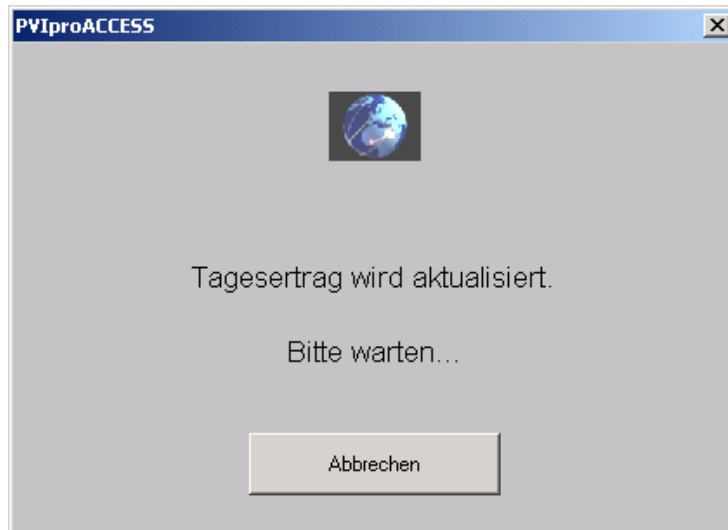 PVIproACCESS
Tagesertrag wird aktualisiert.
Bitte warten...
Abbrechen